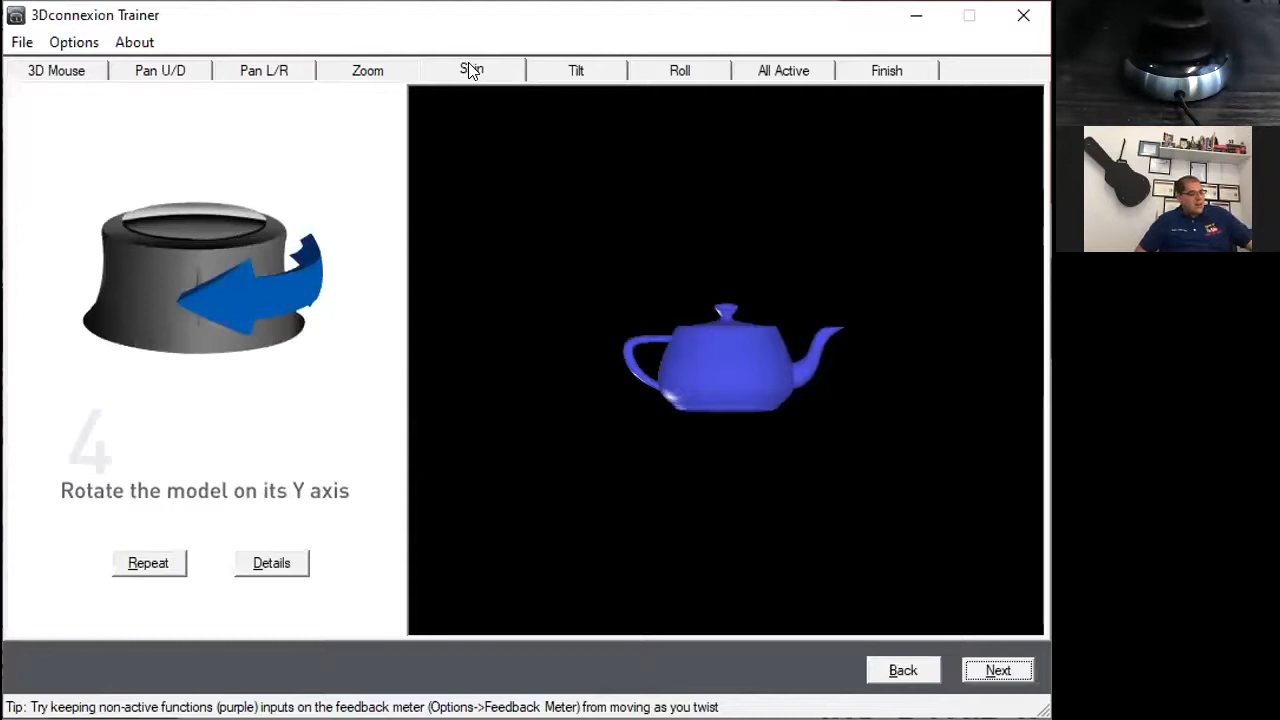 3Dconnexion Trainer
File Options About
3D Mouse Pan U/D Pan L/R Zoom Spin Tilt Roll All Active Finish
4
Rotate the model on its Y axis
Repeat Details
Back Next
Tip: Try keeping non-active functions (purple) inputs on the feedback meter (Options->Feedback Meter) from moving as you twist